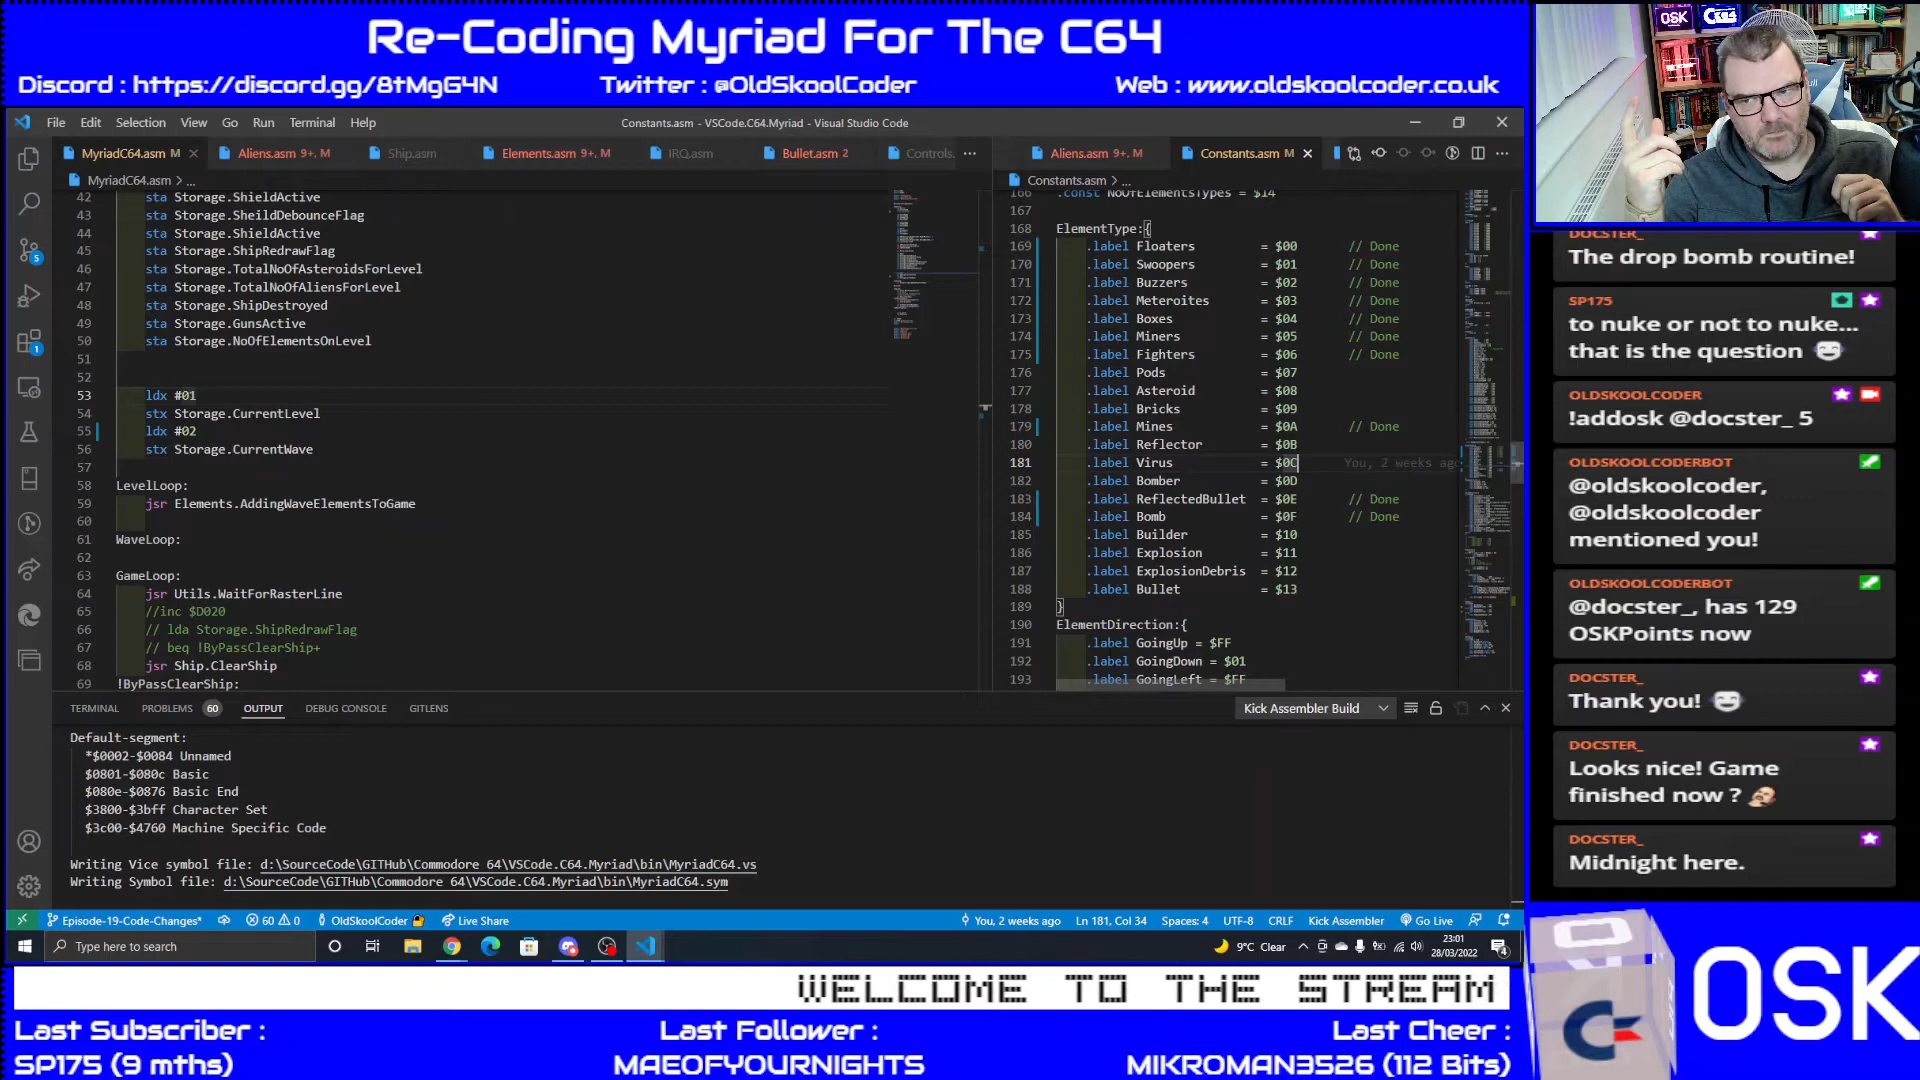 Re-Coding Myriad For The C64
Discord : https://discord.gg/8tMgG4N
Twitter : @OldSkoolCoder
Web : www.oldskoolcoder.co.uk
OSK
File Edit Selection View Go Run Terminal Help
Constants.asm - VSCode.C64.Myriad - Visual Studio Code
MyriadC64.asm M
Aliens.asm 9+, M
Ship.asm
Elements.asm 9+, M
IRQ.asm
Bullet.asm 2
Controls.
MyriadC64.asm > ...
42 sta Storage.ShieldActive
43 sta Storage.SheildDebounceFlag
44 sta Storage.ShieldActive
45 sta Storage.ShipRedrawFlag
46 sta Storage.TotalNoOfAsteroidsForLevel
47 sta Storage.TotalNoOfAliensForLevel
48 sta Storage.ShipDestroyed
49 sta Storage.GunsActive
50 sta Storage.NoOfElementsOnLevel
51
52
53 ldx #01
54 stx Storage.CurrentLevel
55 ldx #02
56 stx Storage.CurrentWave
57
58 LevelLoop:
59 jsr Elements.AddingWaveElementsToGame
60
61 WaveLoop:
62
63 GameLoop:
64 jsr Utils.WaitForRasterLine
65 //inc $D020
66 // lda Storage.ShipRedrawFlag
67 // beq !ByPassClearShip+
68 jsr Ship.ClearShip
69 !ByPassClearShip:
Aliens.asm 9+, M
Constants.asm M
Constants.asm > ...
166 .const NoOfElementsTypes = $14
167
168 ElementType:{
169 .label Floaters = $00 // Done
170 .label Swoopers = $01 // Done
171 .label Buzzers = $02 // Done
172 .label Meteroites = $03 // Done
173 .label Boxes = $04 // Done
174 .label Miners = $05 // Done
175 .label Fighters = $06 // Done
176 .label Pods = $07
177 .label Asteroid = $08
178 .label Bricks = $09
179 .label Mines = $0A // Done
180 .label Reflector = $0B
181 .label Virus = $0C You, 2 weeks ago
182 .label Bomber = $0D
183 .label ReflectedBullet = $0E // Done
184 .label Bomb = $0F // Done
185 .label Builder = $10
186 .label Explosion = $11
187 .label ExplosionDebris = $12
188 .label Bullet = $13
189 }
190 ElementDirection:{
191 .label GoingUp = $FF
192 .label GoingDown = $01
193 .label GoingLeft = $FF
5
1
TERMINAL PROBLEMS 60 OUTPUT DEBUG CONSOLE GITLENS
Kick Assembler Build
Default-segment:
*$0002-$0084 Unnamed
$0801-$080c Basic
$080e-$0876 Basic End
$3800-$3bff Character Set
$3c00-$4760 Machine Specific Code
Writing Vice symbol file: d:\SourceCode\GITHub\Commodore 64\VSCode.C64.Myriad\bin\MyriadC64.vs
Writing Symbol file: d:\SourceCode\GITHub\Commodore 64\VSCode.C64.Myriad\bin\MyriadC64.sym
Episode-19-Code-Changes* 60 0 OldSkoolCoder Live Share
You, 2 weeks ago Ln 181, Col 34 Spaces: 4 UTF-8 CRLF Kick Assembler Go Live
Type here to search
9°C Clear
23:01
28/03/2022
4
DOCSTER_
The drop bomb routine!
SP175
to nuke or not to nuke...
that is the question
OLDSKOOLCODER
!addosk @docster_ 5
OLDSKOOLCODERBOT
@oldskoolcoder,
@oldskoolcoder
mentioned you!
OLDSKOOLCODERBOT
@docster_, has 129
OSKPoints now
DOCSTER_
Thank you!
DOCSTER_
Looks nice! Game
finished now ?
DOCSTER_
Midnight here.
WELCOME TO THE STREAM
Last Subscriber :
SP175 (9 mths)
Last Follower :
MAEOFYOURNIGHTS
Last Cheer :
MIKROMAN3526 (112 Bits)
OSK